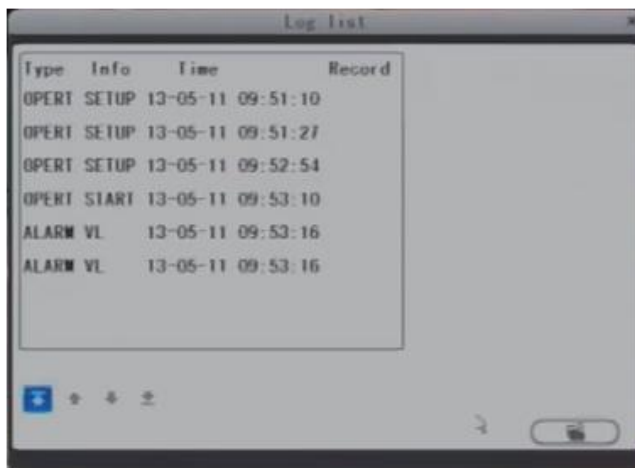 Log list
Type Info Time Record
OPERT SETUP 13-05-11 09:51:10
OPERT SETUP 13-05-11 09:51:27
OPERT SETUP 13-05-11 09:52:54
OPERT START 13-05-11 09:53:10
ALARM VL 13-05-11 09:53:16
ALARM VL 13-05-11 09:53:16